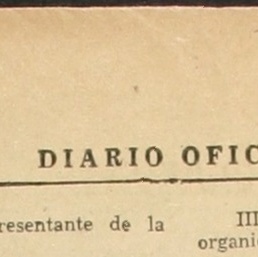 DIARIO OFIC
resentante de la
III
organi